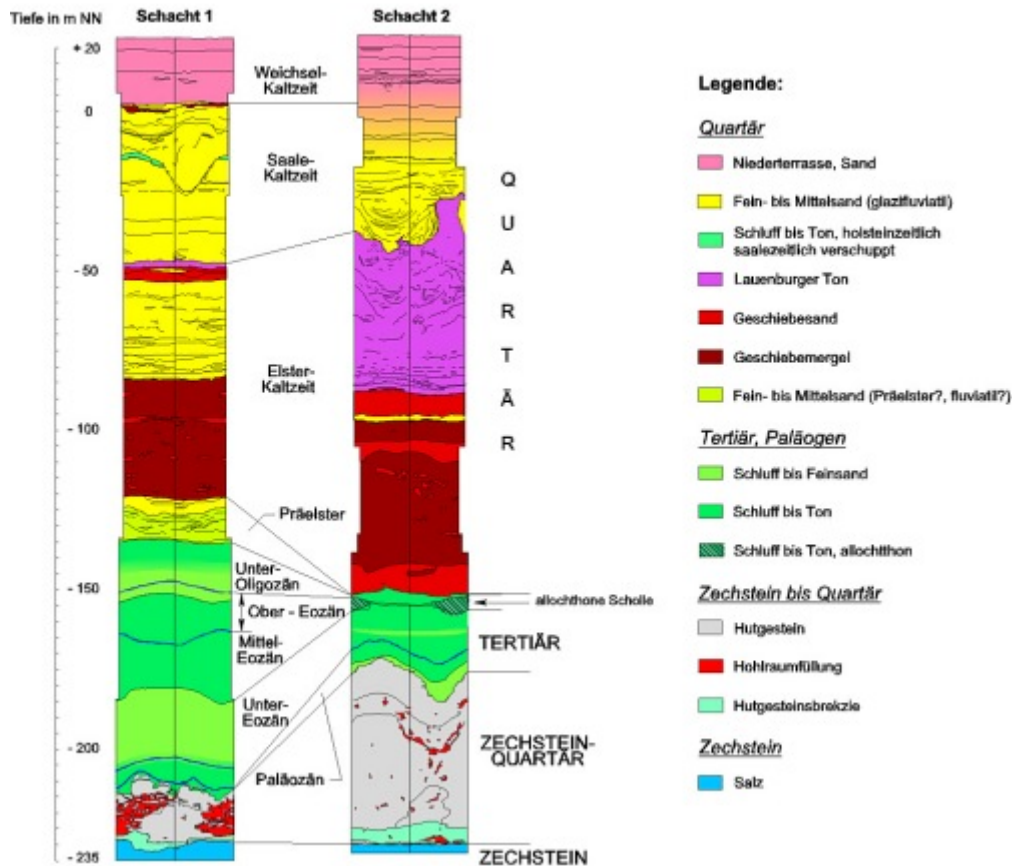 Tiefe in m NN
Schacht 1
Schacht 2
+ 20
0
- 50
- 100
- 150
- 200
- 235
Weichsel-
Kaltzeit
Saale-
Kaltzeit
Elster-
Kaltzeit
Präelster
Unter-
Oligozän
Ober - Eozän
Mittel-
Eozän
Unter-
Eozän
Paläozän
Q
U
A
R
T
Ä
R
allochthone Scholle
TERTIÄR
ZECHSTEIN-
QUARTÄR
ZECHSTEIN
Legende:
Quartär
Niederterrasse, Sand
Fein- bis Mittelsand (glazifluviatil)
Schluff bis Ton, holsteinzeitlich
saalezeitlich verschuppt
Lauenburger Ton
Geschiebesand
Geschiebemergel
Fein- bis Mittelsand (Präelster?, fluviatil?)
Tertiär, Paläogen
Schluff bis Feinsand
Schluff bis Ton
Schluff bis Ton, allochthon
Zechstein bis Quartär
Hutgestein
Hohlraumfüllung
Hutgesteinsbrekzie
Zechstein
Salz